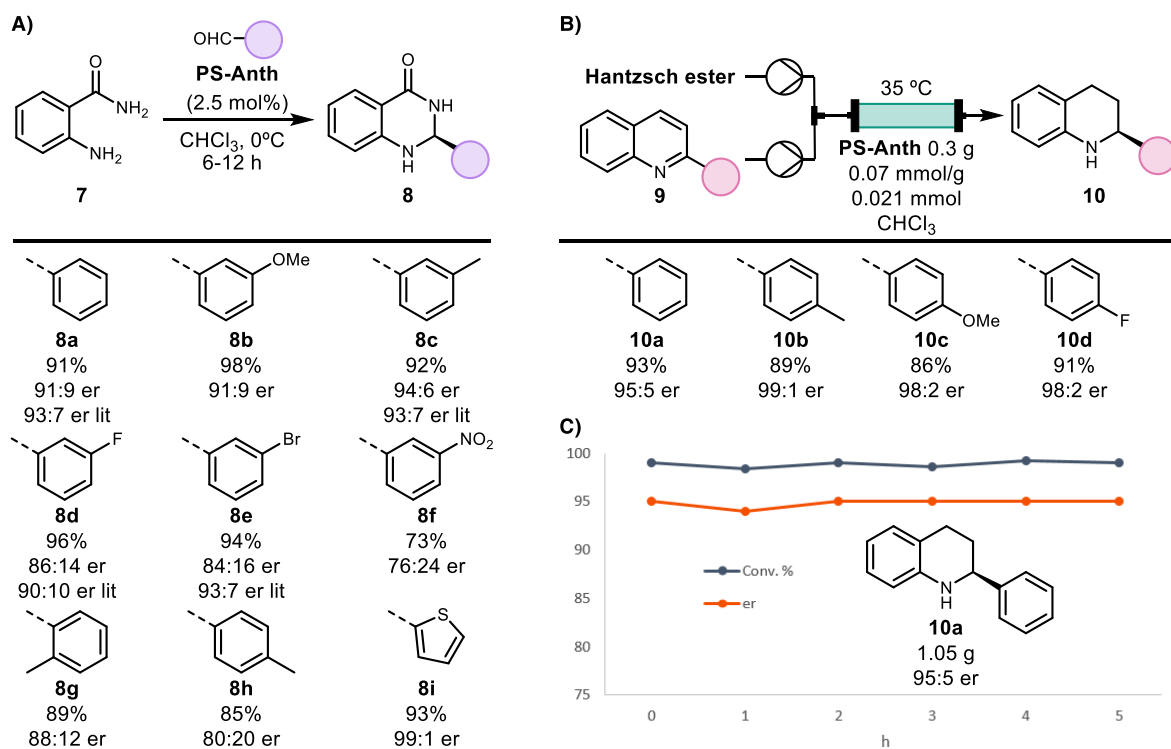 A)
OHC
PS-Anth
(2.5 mol%)
CHCl3, 0ºC
6-12 h
O
NH2
NH2
7
O
NH
N
H
8
8a
91%
91:9 er
93:7 er lit
OMe
8b
98%
91:9 er
8c
92%
94:6 er
93:7 er lit
F
8d
96%
86:14 er
90:10 er lit
Br
8e
94%
84:16 er
93:7 er lit
NO2
8f
73%
76:24 er
8g
89%
88:12 er
8h
85%
80:20 er
S
8i
93%
99:1 er
B)
Hantzsch ester
N
9
35 ºC
PS-Anth 0.3 g
0.07 mmol/g
0.021 mmol
CHCl3
N
H
10
10a
93%
95:5 er
10b
89%
99:1 er
OMe
10c
86%
98:2 er
F
10d
91%
98:2 er
C)
100
95
90
85
80
75
Conv. %
er
N
H
10a
1.05 g
95:5 er
0 1 2 3 4 5
h